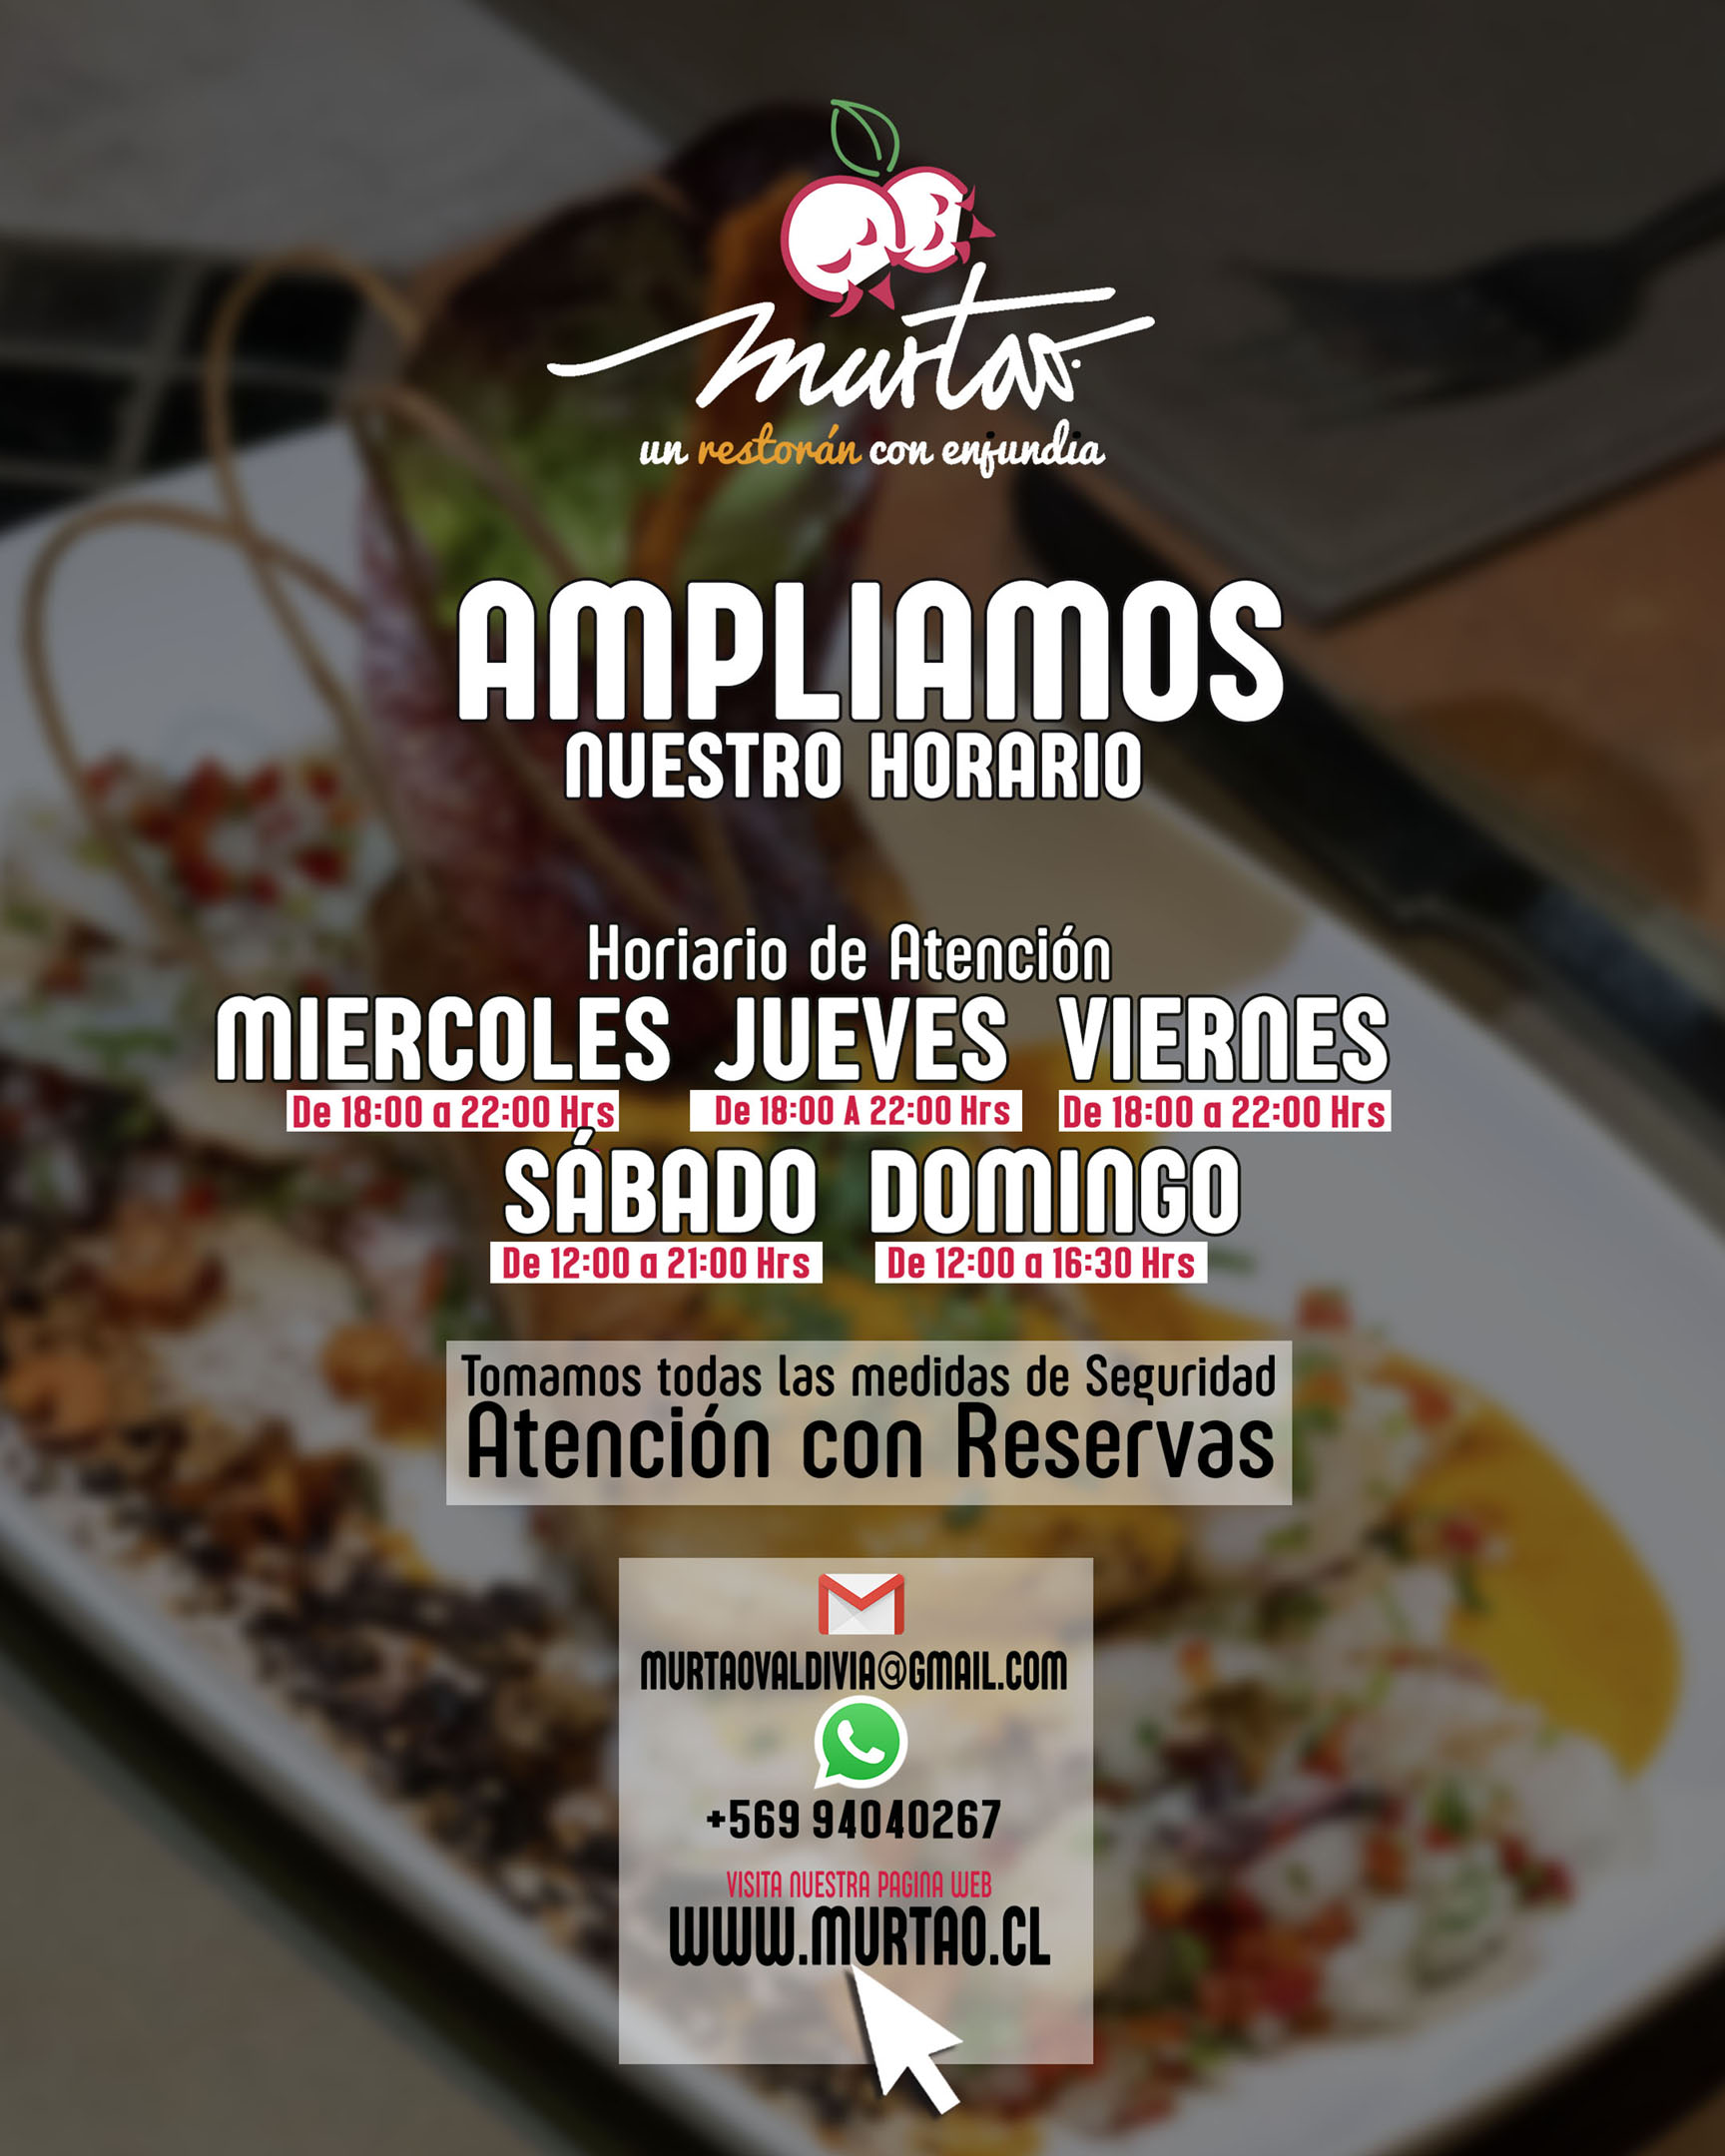 murtao.
un restorán con enjundia
AMPLIAMOS
NUESTRO HORARIO
Horiario de Atención
MIERCOLES JUEVES VIERNES
De 18:00 a 22:00 Hrs De 18:00 A 22:00 Hrs De 18:00 a 22:00 Hrs
SÁBADO DOMINGO
De 12:00 a 21:00 Hrs De 12:00 a 16:30 Hrs
Tomamos todas las medidas de Seguridad
Atención con Reservas
MURTAOVALDIVIA@GMAIL.COM
+569 94040267
VISITA NUESTRA PAGINA WEB
WWW.MURTAO.CL